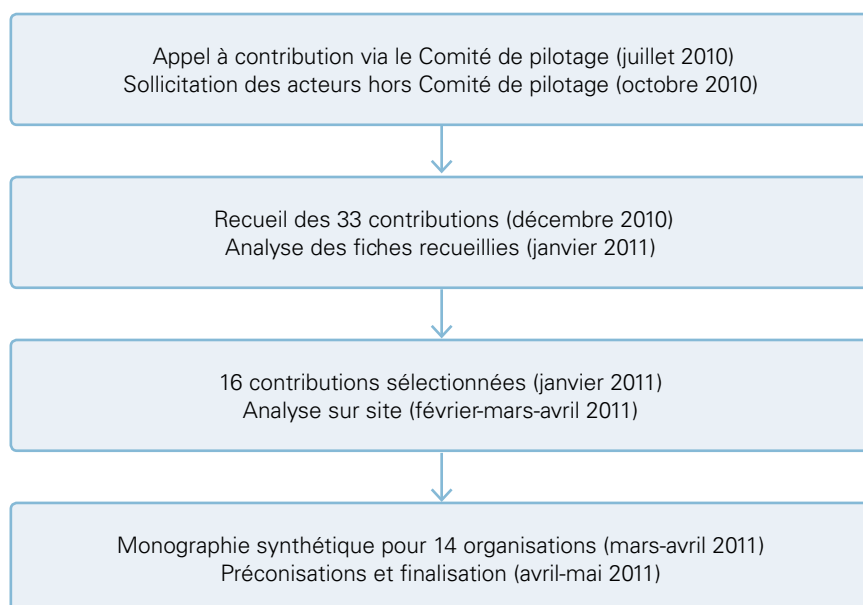 Appel à contribution via le Comité de pilotage (juillet 2010)
Sollicitation des acteurs hors Comité de pilotage (octobre 2010)
Recueil des 33 contributions (décembre 2010)
Analyse des fiches recueillies (janvier 2011)
16 contributions sélectionnées (janvier 2011)
Analyse sur site (février-mars-avril 2011)
Monographie synthétique pour 14 organisations (mars-avril 2011)
Préconisations et finalisation (avril-mai 2011)